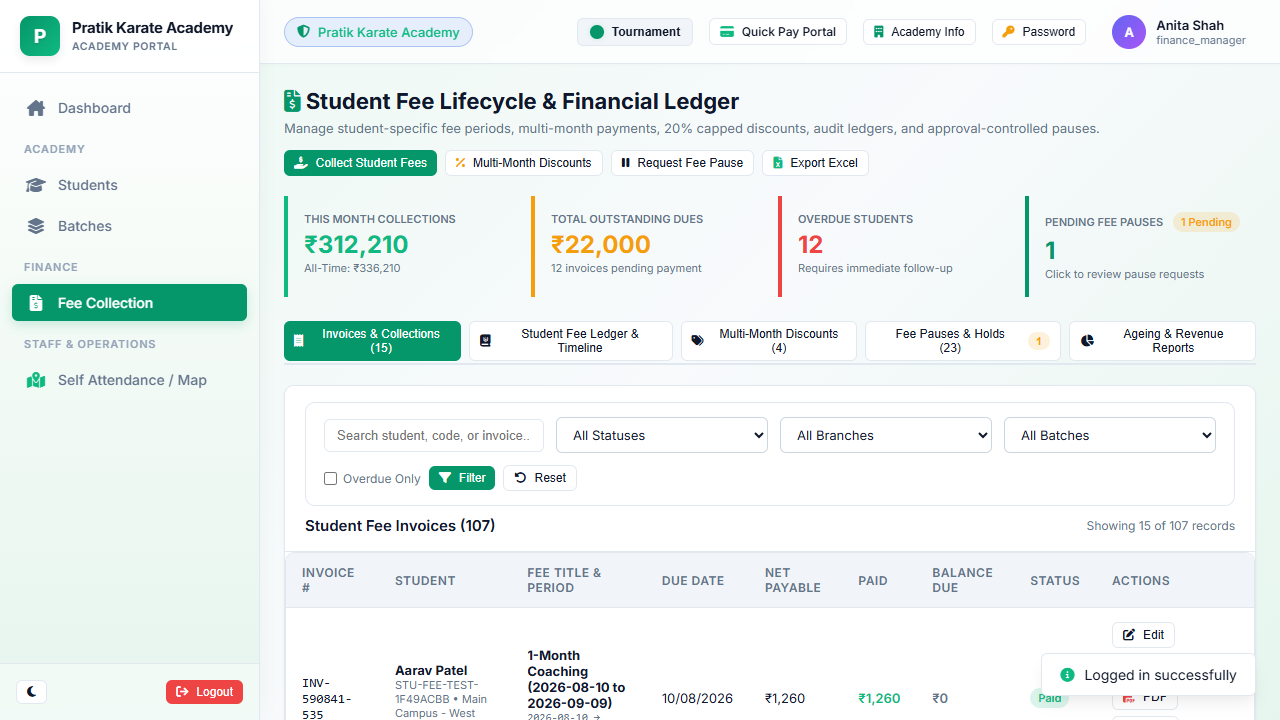 P
Pratik Karate Academy
ACADEMY PORTAL
Dashboard
ACADEMY
Students
Batches
FINANCE
Fee Collection
STAFF & OPERATIONS
Self Attendance / Map
Logout
Pratik Karate Academy
Tournament
Quick Pay Portal
Academy Info
Password
A
Anita Shah
finance_manager
Student Fee Lifecycle & Financial Ledger
Manage student-specific fee periods, multi-month payments, 20% capped discounts, audit ledgers, and approval-controlled pauses.
Collect Student Fees
Multi-Month Discounts
Request Fee Pause
Export Excel
THIS MONTH COLLECTIONS
₹312,210
All-Time: ₹336,210
TOTAL OUTSTANDING DUES
₹22,000
12 invoices pending payment
OVERDUE STUDENTS
12
Requires immediate follow-up
PENDING FEE PAUSES
1 Pending
1
Click to review pause requests
Invoices & Collections
(15)
Student Fee Ledger &
Timeline
Multi-Month Discounts
(4)
Fee Pauses & Holds
(23)
1
Ageing & Revenue
Reports
Search student, code, or invoice..
All Statuses
All Branches
All Batches
Overdue Only
Filter
Reset
Student Fee Invoices (107)
Showing 15 of 107 records
INVOICE
#
STUDENT
FEE TITLE &
PERIOD
DUE DATE
NET
PAYABLE
PAID
BALANCE
DUE
STATUS
ACTIONS
INV-
590841-
535
Aarav Patel
STU-FEE-TEST-
1F49ACBB • Main
Campus - West
1-Month
Coaching
(2026-08-10 to
2026-09-09)
2026-08-10 →
10/08/2026
₹1,260
₹1,260
₹0
Paid
Edit
PDF
Logged in successfully